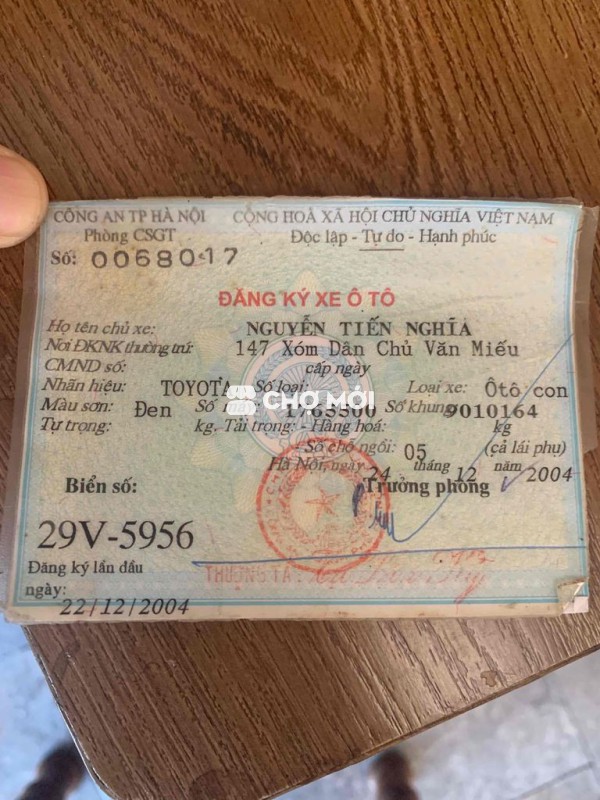 CÔNG AN TP HÀ NỘI CỘNG HOÀ XÃ HỘI CHỦ NGHĨA VIỆT NAM
Phòng CSGT Độc lập - Tự do - Hạnh phúc
Số: 0068017
ĐĂNG KÝ XE Ô TÔ
Họ tên chủ xe: NGUYỄN TIẾN NGHĨA
Nơi ĐKNK thường trú: 147 Xóm Dân Chủ Văn Miếu
CMND số: cấp ngày
Nhãn hiệu: TOYOTA Số loại: Loại xe: Ôtô con
CHỢ MỚI
Màu sơn: Đen Số máy: 1765500 Số khung: 9010164
Tự trọng: kg. Tải trọng: - Hàng hoá: kg
- Số chỗ ngồi: 05 (cả lái phụ)
Hà Nội, ngày 24 tháng 12 năm 2004
Biển số: Trưởng phòng
29V-5956
Đăng ký lần đầu
THƯỢNG TÁ:
ngày:
22/12/2004